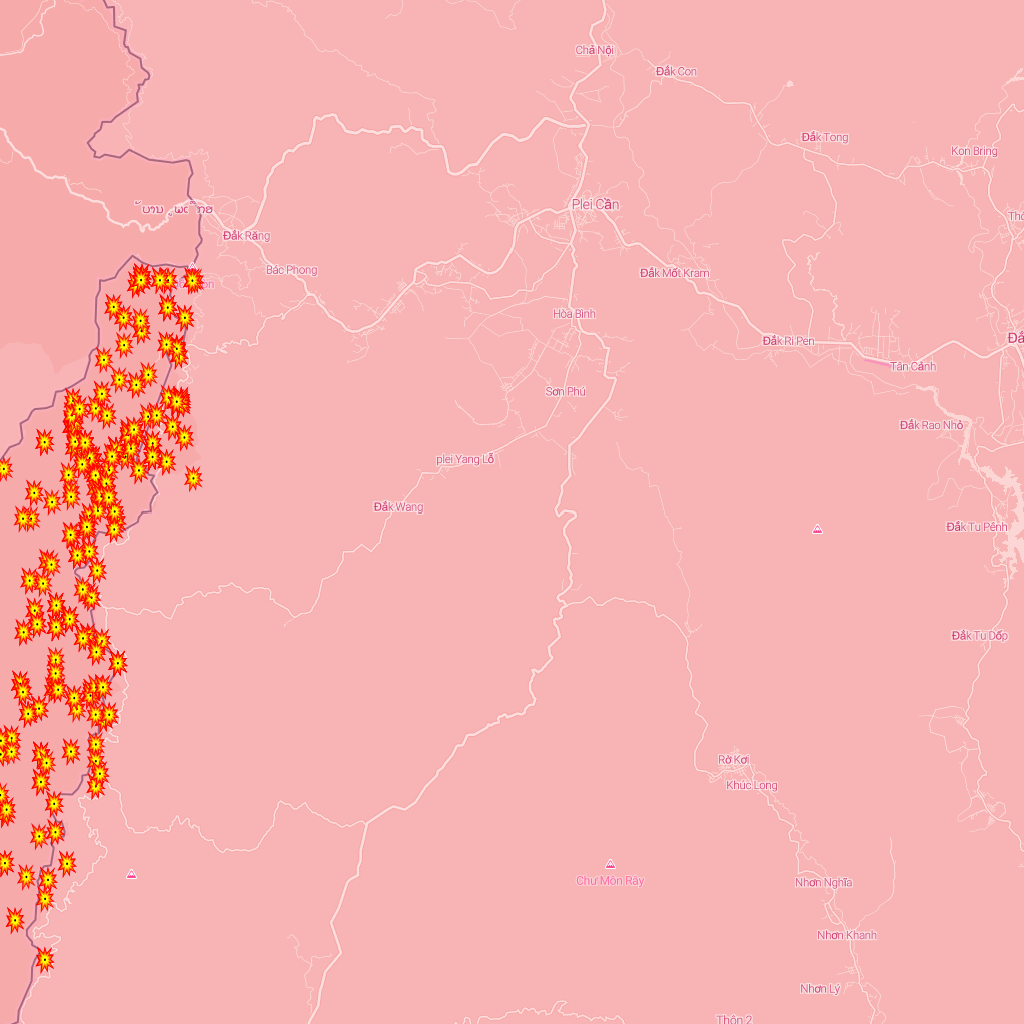 Chả Nội
Đắk Con
Đắk Tong
Kon Bring
Plei Cần
Đắk Răng
Bác Phong
Đắk Mốt Kram
Hòa Bình
Đắk Ri Pen
Tân Cảnh
Sơn Phú
Đắk Rao Nhỏ
plei Yang Lỗ
Đắk Wang
Đắk Tu Pênh
Đắk Tu Dốp
Rờ Kơi
Khúc Long
Chư Môn Rây
Nhơn Nghĩa
Nhơn Khanh
Nhơn Lý
Thôn 2